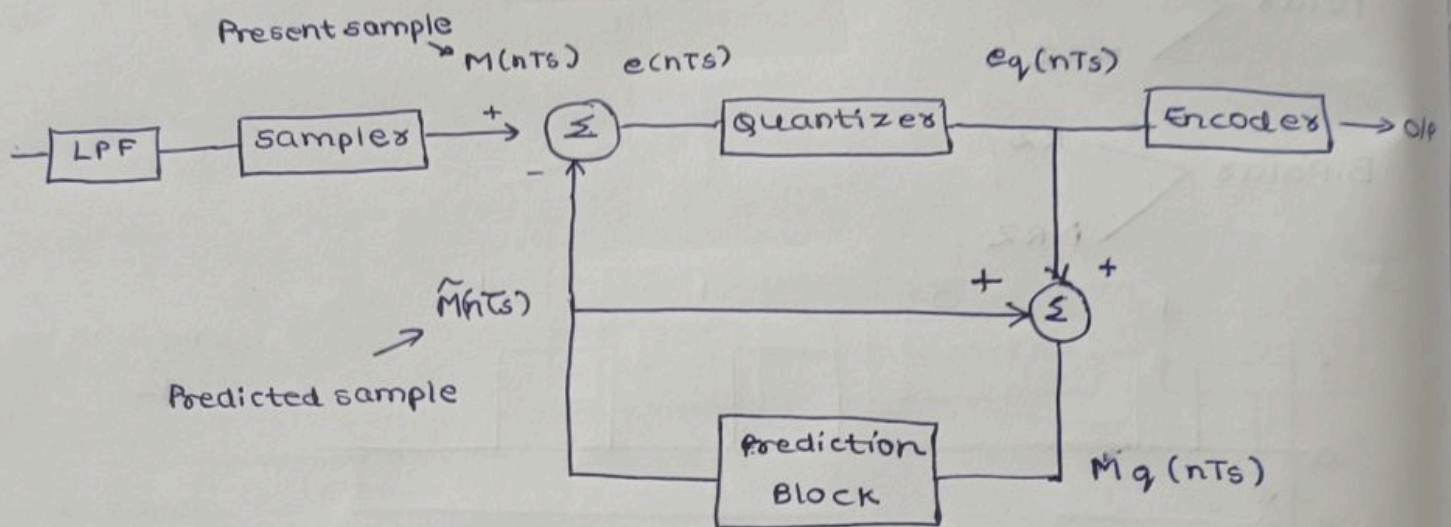 Present sample
M(nTs)
e(nTs)
eq(nTs)
LPF
Sampler
+
Σ
Quantizer
Encoder
O/P
-
M̃(nTs)
+
+
Σ
Predicted sample
Prediction
BLOCK
Mq(nTs)